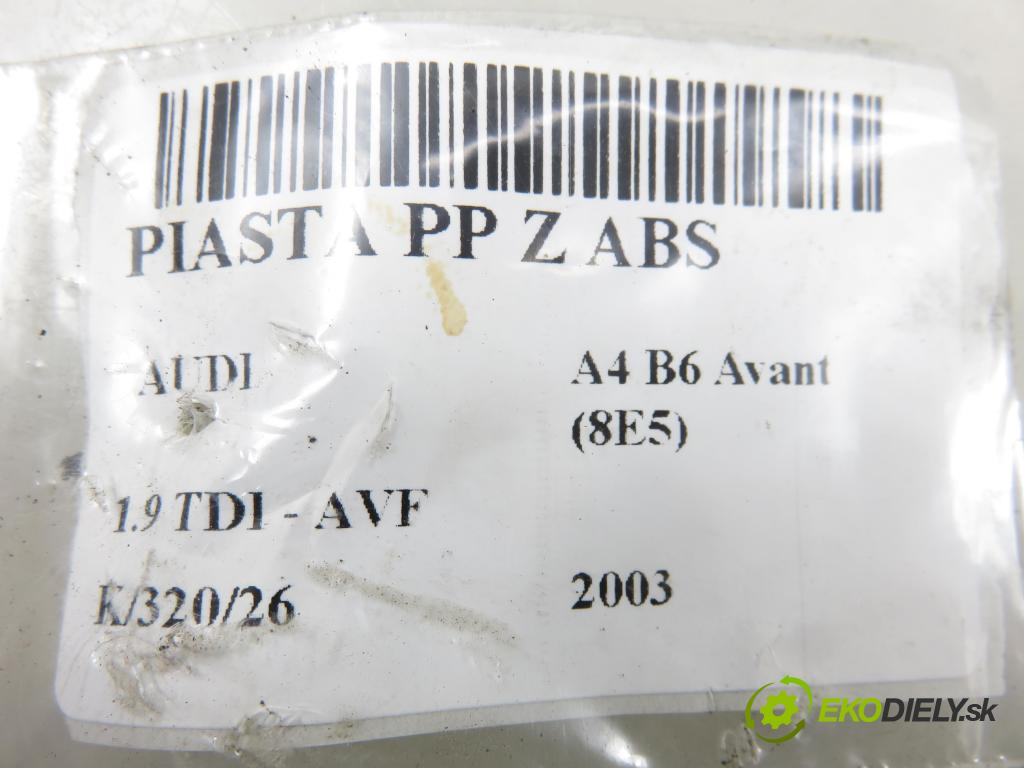 PIASTA PP Z ABS
AUDI
A4 B6 Avant
(8E5)
1.9 TDI - AVF
K/320/26
2003
EKODIELY.sk